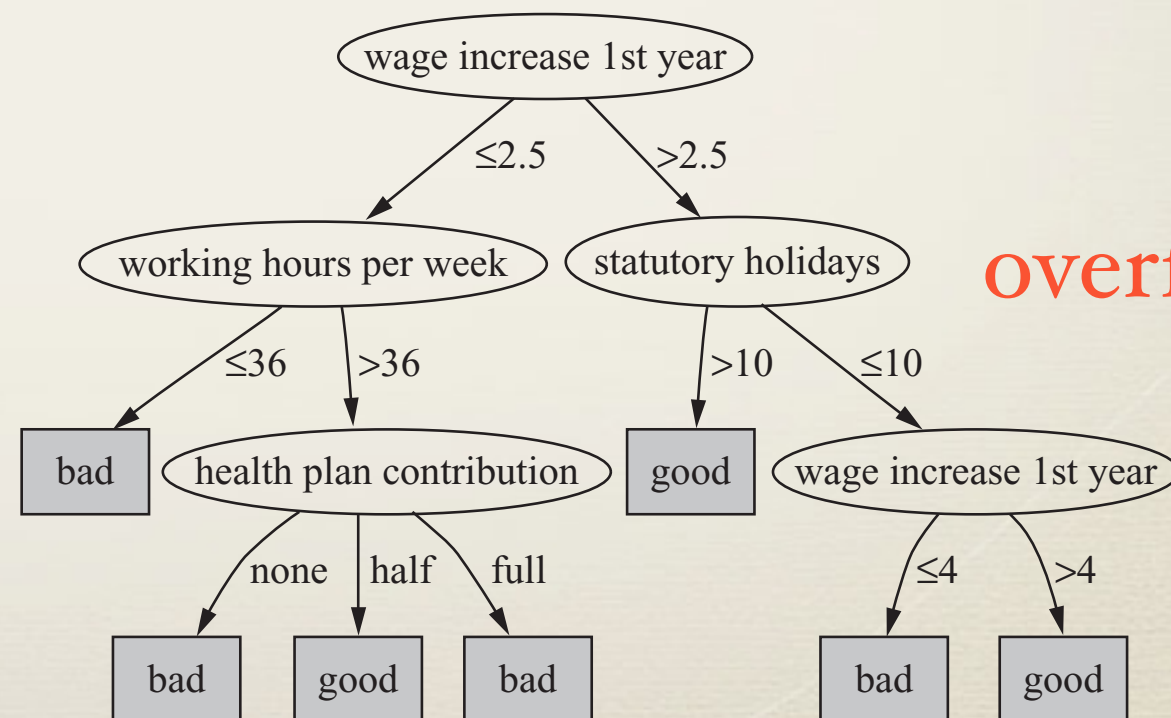 wage increase 1st year
≤2.5 >2.5
working hours per week statutory holidays
≤36 >36 >10 ≤10
bad health plan contribution good wage increase 1st year
none half full ≤4 >4
bad good bad bad good